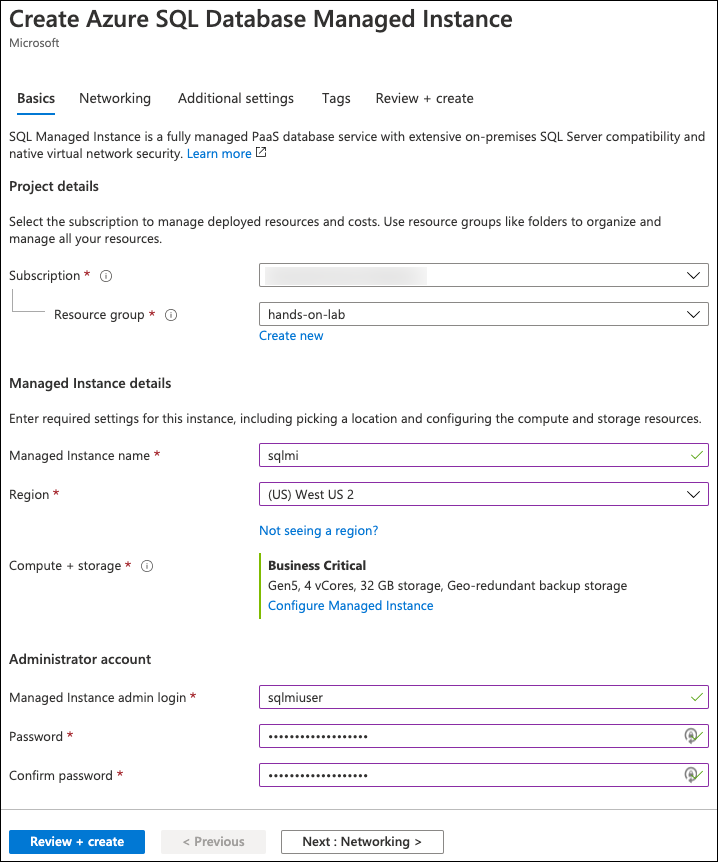 Create Azure SQL Database Managed Instance
Microsoft
Basics Networking Additional settings Tags Review + create
SQL Managed Instance is a fully managed PaaS database service with extensive on-premises SQL Server compatibility and
native virtual network security. Learn more
Project details
Select the subscription to manage deployed resources and costs. Use resource groups like folders to organize and
manage all your resources.
Subscription *
Resource group * hands-on-lab
Create new
Managed Instance details
Enter required settings for this instance, including picking a location and configuring the compute and storage resources.
Managed Instance name * sqlmi
Region * (US) West US 2
Not seeing a region?
Compute + storage * Business Critical
Gen5, 4 vCores, 32 GB storage, Geo-redundant backup storage
Configure Managed Instance
Administrator account
Managed Instance admin login * sqlmiuser
Password * •••••••••••••••••••
Confirm password * •••••••••••••••••••
Review + create < Previous Next : Networking >